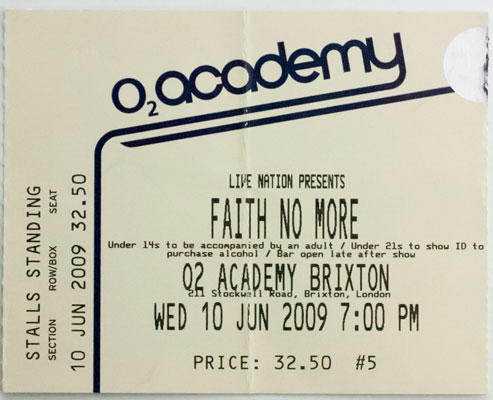 O2 academy
LIVE NATION PRESENTS
FAITH NO MORE
Under 14s to be accompanied by an adult / Under 21s to show ID to
purchase alcohol / Bar open late after show
O2 ACADEMY BRIXTON
211 Stockwell Road, Brixton, London
WED 10 JUN 2009 7:00 PM
PRICE: 32.50 #5
STALLS STANDING
SECTION ROW/BOX SEAT
10 JUN 2009 32.50